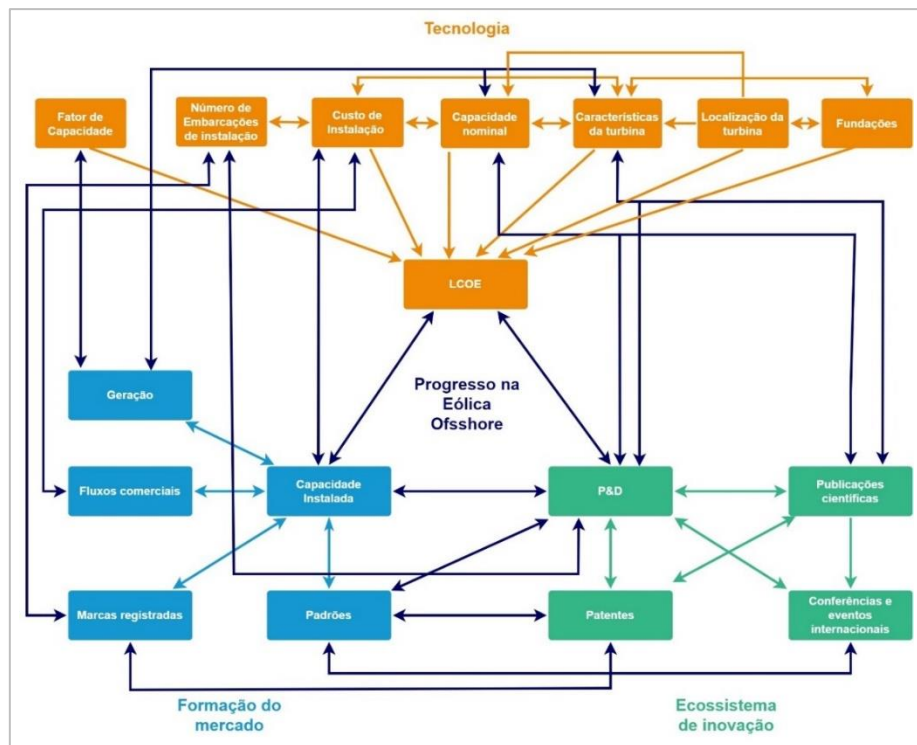 Tecnologia
Fator de
Capacidade
Número de
Embarcações
de instalação
Custo de
Instalação
Capacidade
nominal
Características
da turbina
Localização da
turbina
Fundações
LCOE
Progresso na
Eólica
Ofsshore
Geração
Fluxos comerciais
Capacidade
Instalada
P&D
Publicações
científicas
Marcas registradas
Padrões
Patentes
Conferências e
eventos
internacionais
Formação do
mercado
Ecossistema
de inovação